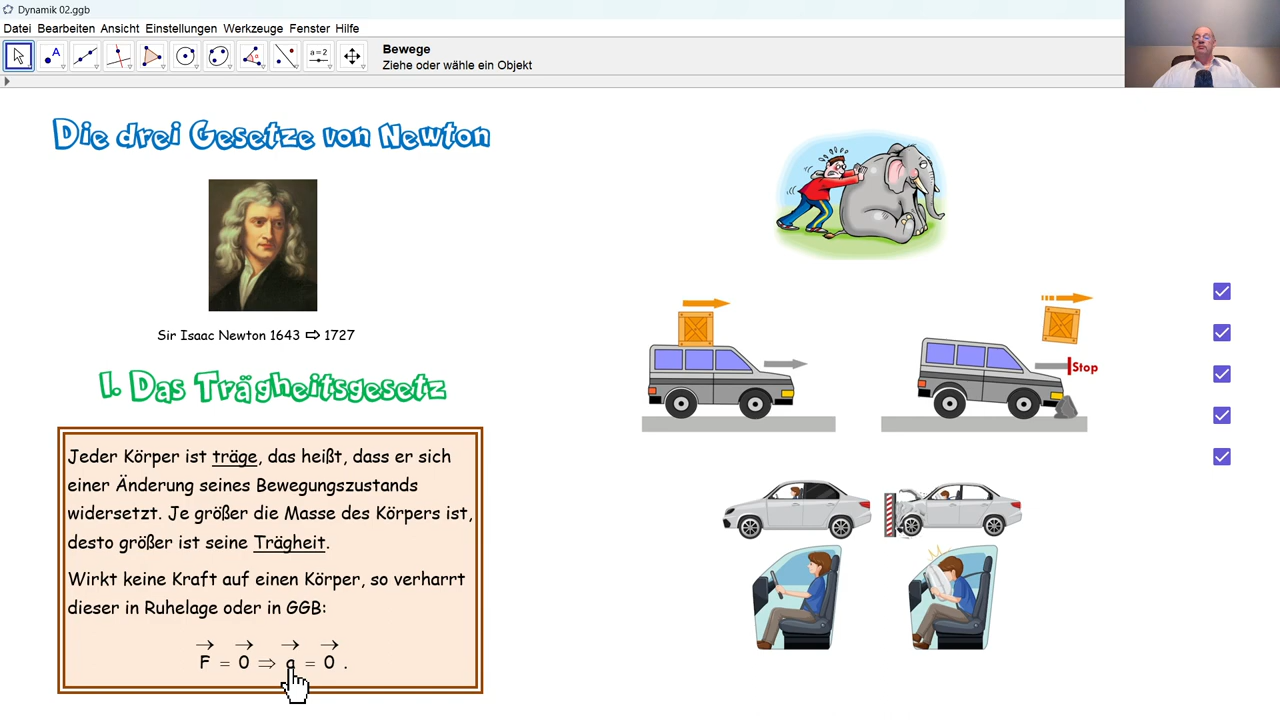 Dynamik 02.ggb
Datei Bearbeiten Ansicht Einstellungen Werkzeuge Fenster Hilfe
A
a=2
Bewege
Ziehe oder wähle ein Objekt
Die drei Gesetze von Newton
Sir Isaac Newton 1643 ⇨ 1727
1. Das Trägheitsgesetz
Jeder Körper ist träge, das heißt, dass er sich
einer Änderung seines Bewegungszustands
widersetzt. Je größer die Masse des Körpers ist,
desto größer ist seine Trägheit.
Wirkt keine Kraft auf einen Körper, so verharrt
dieser in Ruhelage oder in GGB:
F⃗ = 0⃗ ⇒ a⃗ = 0⃗ .
Stop